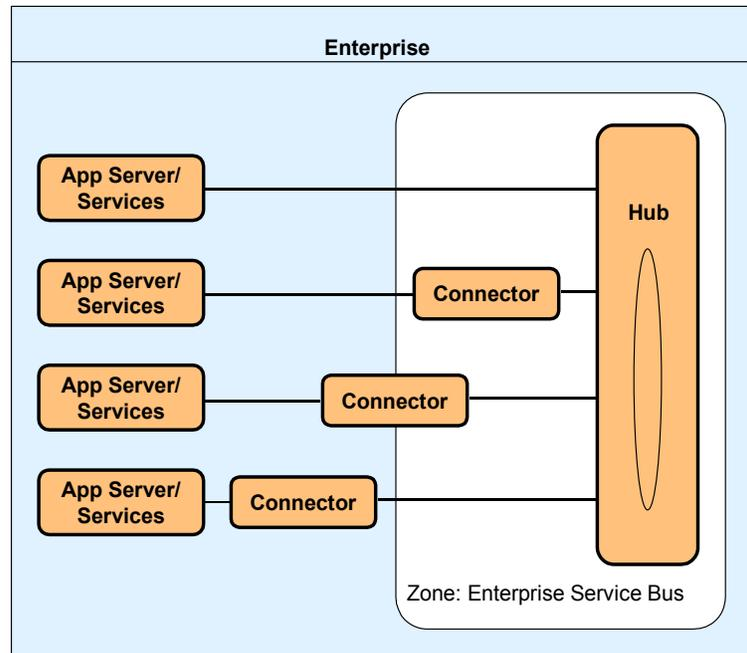 Enterprise
App Server/
Services
Hub
App Server/
Services
Connector
App Server/
Services
Connector
App Server/
Services
Connector
Zone: Enterprise Service Bus